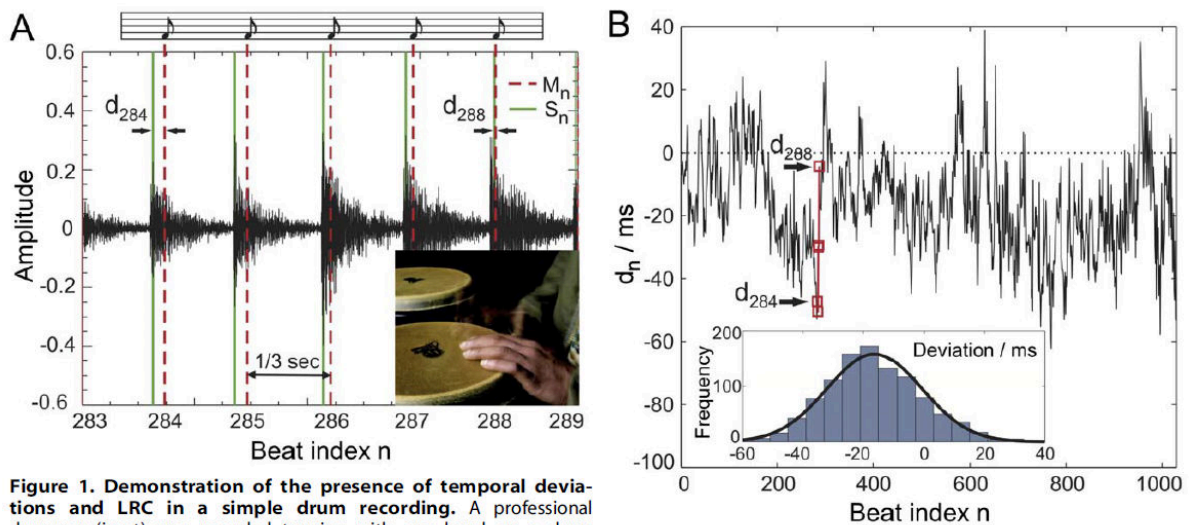 A
0.6
0.4
0.2
0
-0.2
-0.4
-0.6
Amplitude
d284
d288
Mn
Sn
1/3 sec
283 284 285 286 287 288 289
Beat index n
Figure 1. Demonstration of the presence of temporal devia-
tions and LRC in a simple drum recording. A professional
B
40
20
0
-20
-40
-60
-80
-100
dn / ms
d288
d284
200
100
0
Frequency
Deviation / ms
-60 -40 -20 0 20 40
0 200 400 600 800 1000
Beat index n